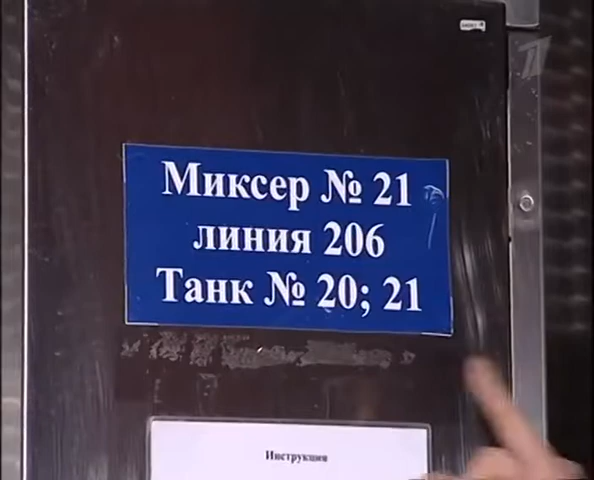 Миксер № 21
линия 206
Танк № 20; 21
Инструкция